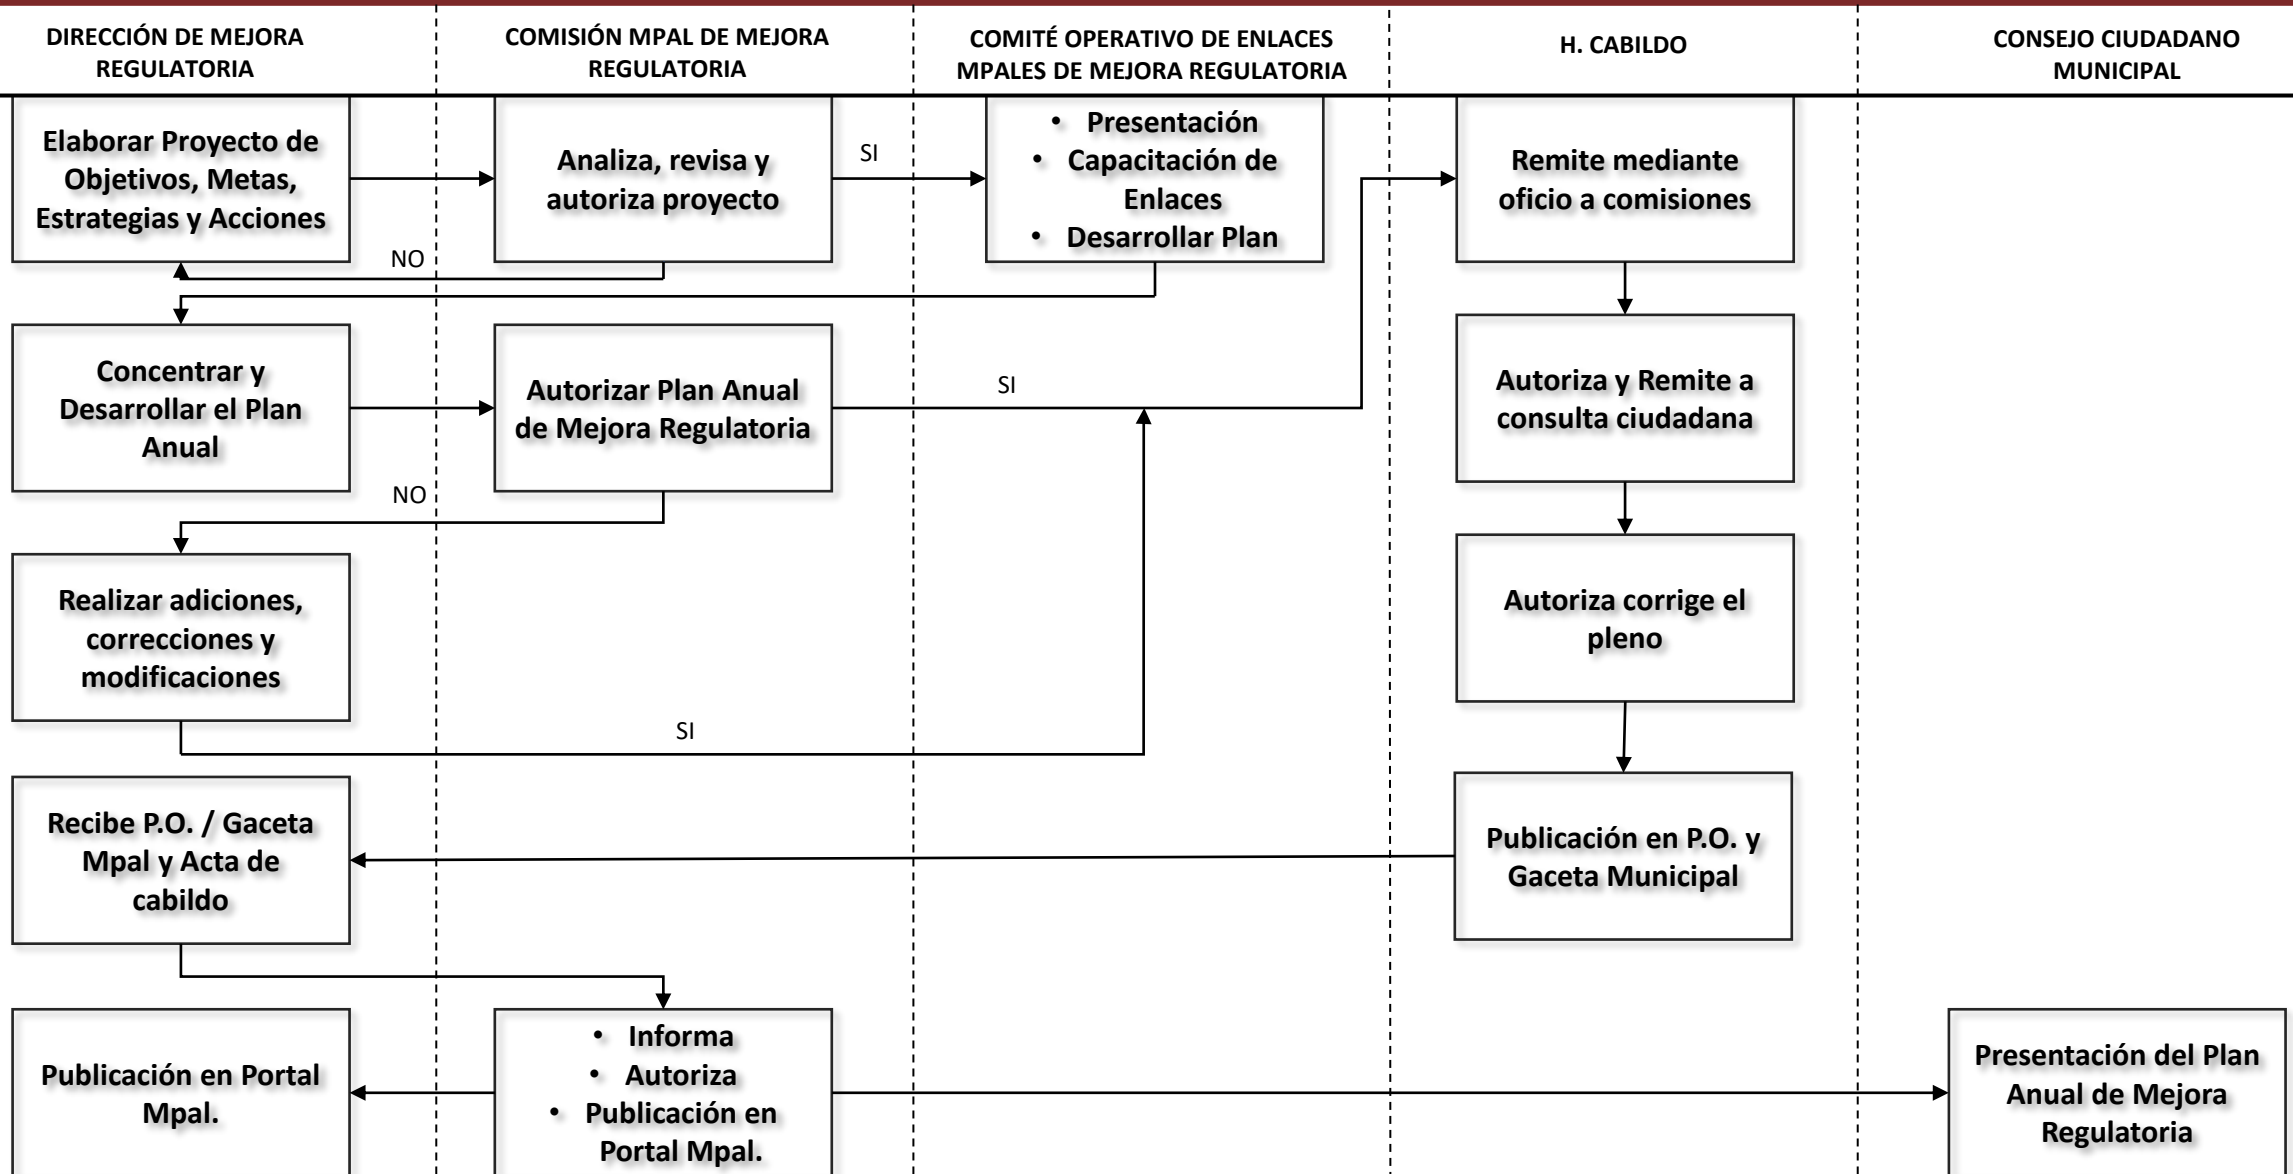 DIRECCIÓN DE MEJORA
REGULATORIA
COMISIÓN MPAL DE MEJORA
REGULATORIA
COMITÉ OPERATIVO DE ENLACES
MPALES DE MEJORA REGULATORIA
H. CABILDO
CONSEJO CIUDADANO
MUNICIPAL
Elaborar Proyecto de
Objetivos, Metas,
Estrategias y Acciones
Analiza, revisa y
autoriza proyecto
SI
• Presentación
• Capacitación de
Enlaces
• Desarrollar Plan
Remite mediante
oficio a comisiones
NO
Concentrar y
Desarrollar el Plan
Anual
Autorizar Plan Anual
de Mejora Regulatoria
SI
Autoriza y Remite a
consulta ciudadana
NO
Realizar adiciones,
correcciones y
modificaciones
Autoriza corrige el
pleno
SI
Recibe P.O. / Gaceta
Mpal y Acta de
cabildo
Publicación en P.O. y
Gaceta Municipal
Publicación en Portal
Mpal.
• Informa
• Autoriza
• Publicación en
Portal Mpal.
Presentación del Plan
Anual de Mejora
Regulatoria